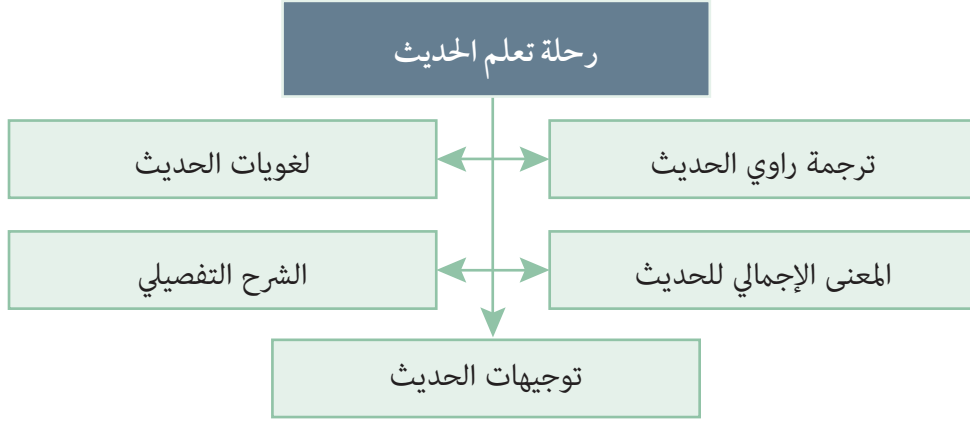 رحلة تعلم الحديث
ترجمة راوي الحديث
لغويات الحديث
المعنى الإجمالي للحديث
الشرح التفصيلي
توجيهات الحديث